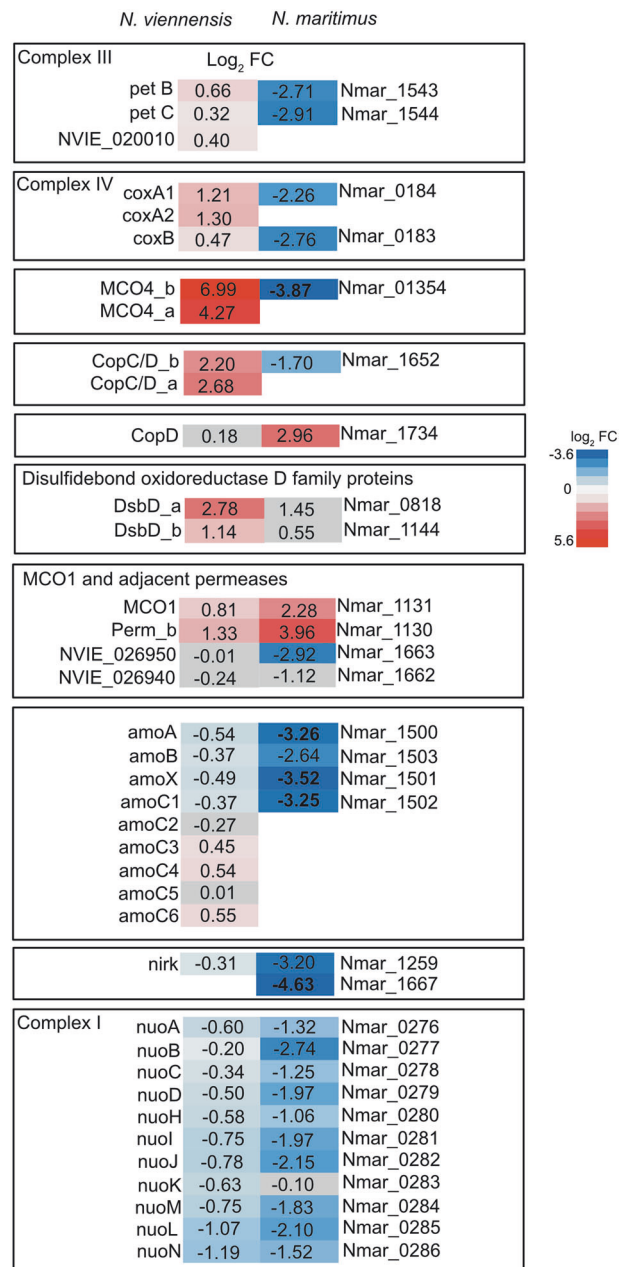 N. viennensis N. maritimus
Complex III Log2 FC
pet B 0.66 -2.71 Nmar_1543
pet C 0.32 -2.91 Nmar_1544
NVIE_020010 0.40
Complex IV
coxA1 1.21 -2.26 Nmar_0184
coxA2 1.30
coxB 0.47 -2.76 Nmar_0183
MCO4_b 6.99 -3.87 Nmar_01354
MCO4_a 4.27
CopC/D_b 2.20 -1.70 Nmar_1652
CopC/D_a 2.68
CopD 0.18 2.96 Nmar_1734
log2 FC
-3.6
0
5.6
Disulfidebond oxidoreductase D family proteins
DsbD_a 2.78 1.45 Nmar_0818
DsbD_b 1.14 0.55 Nmar_1144
MCO1 and adjacent permeases
MCO1 0.81 2.28 Nmar_1131
Perm_b 1.33 3.96 Nmar_1130
NVIE_026950 -0.01 -2.92 Nmar_1663
NVIE_026940 -0.24 -1.12 Nmar_1662
amoA -0.54 -3.26 Nmar_1500
amoB -0.37 -2.64 Nmar_1503
amoX -0.49 -3.52 Nmar_1501
amoC1 -0.37 -3.25 Nmar_1502
amoC2 -0.27
amoC3 0.45
amoC4 0.54
amoC5 0.01
amoC6 0.55
nirk -0.31 -3.20 Nmar_1259
-4.63 Nmar_1667
Complex I
nuoA -0.60 -1.32 Nmar_0276
nuoB -0.20 -2.74 Nmar_0277
nuoC -0.34 -1.25 Nmar_0278
nuoD -0.50 -1.97 Nmar_0279
nuoH -0.58 -1.06 Nmar_0280
nuoI -0.75 -1.97 Nmar_0281
nuoJ -0.78 -2.15 Nmar_0282
nuoK -0.63 -0.10 Nmar_0283
nuoM -0.75 -1.83 Nmar_0284
nuoL -1.07 -2.10 Nmar_0285
nuoN -1.19 -1.52 Nmar_0286